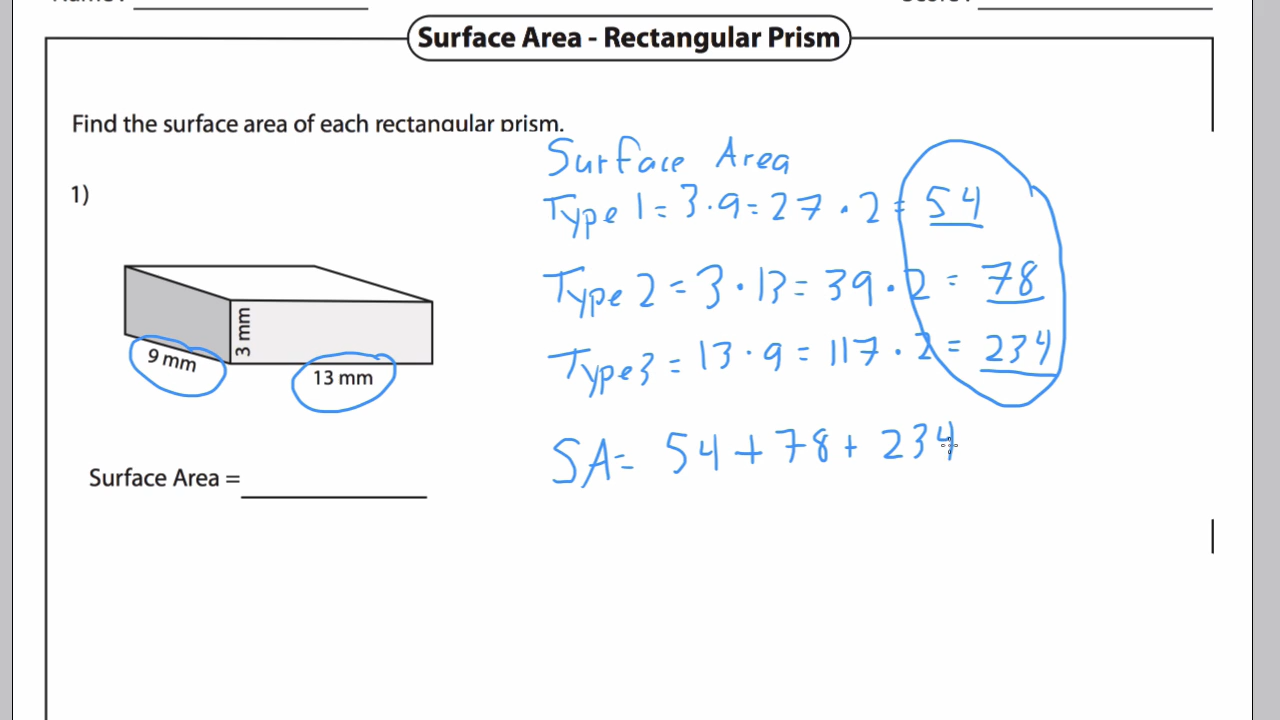 Surface Area - Rectangular Prism
Find the surface area of each rectangular prism.
1)
9 mm
3 mm
13 mm
Surface Area =
Surface Area
Type 1 = 3 · 9 = 27 · 2 = 54
Type 2 = 3 · 13 = 39 · 2 = 78
Type 3 = 13 · 9 = 117 · 2 = 234
SA = 54 + 78 + 234